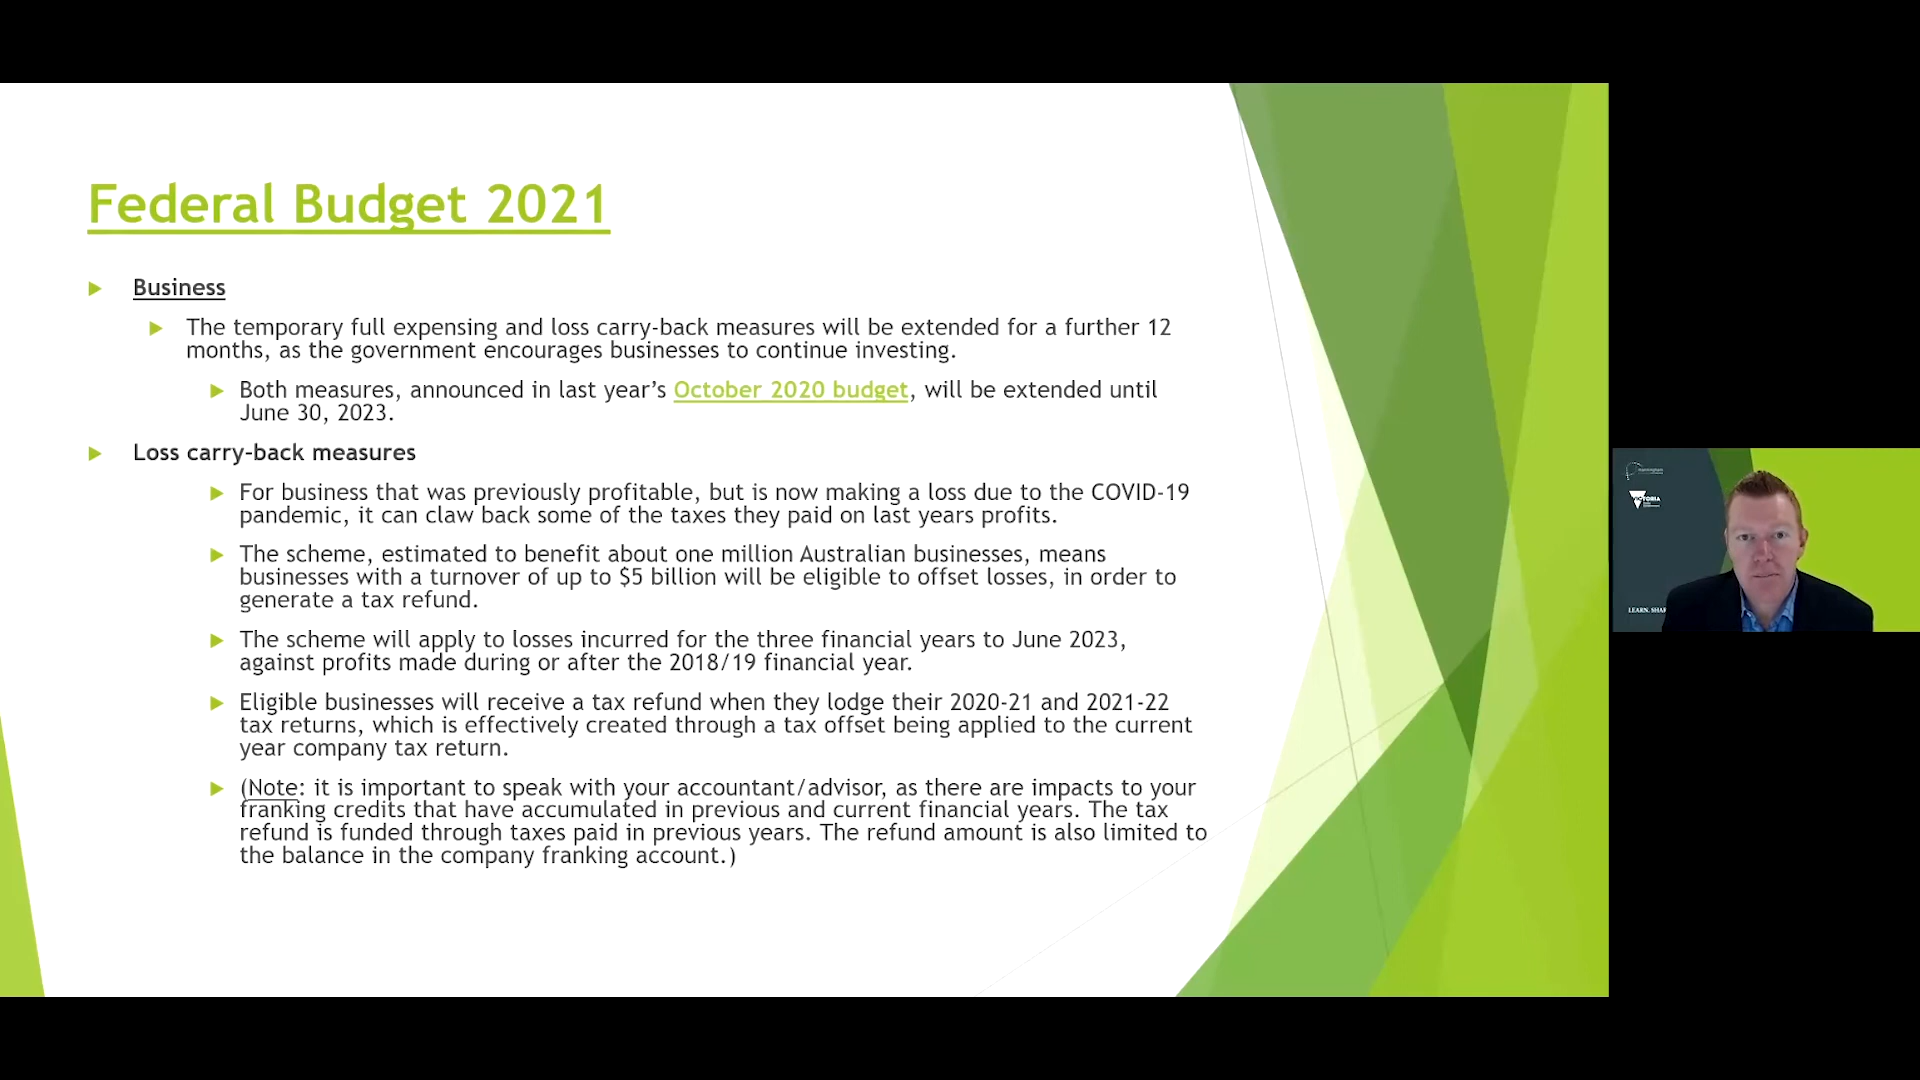 Federal Budget 2021
Business
The temporary full expensing and loss carry-back measures will be extended for a further 12
months, as the government encourages businesses to continue investing.
Both measures, announced in last year’s October 2020 budget, will be extended until
June 30, 2023.
Loss carry-back measures
For business that was previously profitable, but is now making a loss due to the COVID-19
pandemic, it can claw back some of the taxes they paid on last years profits.
The scheme, estimated to benefit about one million Australian businesses, means
businesses with a turnover of up to $5 billion will be eligible to offset losses, in order to
generate a tax refund.
The scheme will apply to losses incurred for the three financial years to June 2023,
against profits made during or after the 2018/19 financial year.
Eligible businesses will receive a tax refund when they lodge their 2020-21 and 2021-22
tax returns, which is effectively created through a tax offset being applied to the current
year company tax return.
(Note: it is important to speak with your accountant/advisor, as there are impacts to your
franking credits that have accumulated in previous and current financial years. The tax
refund is funded through taxes paid in previous years. The refund amount is also limited to
the balance in the company franking account.)
VICTORIA
LEARN. SHAR